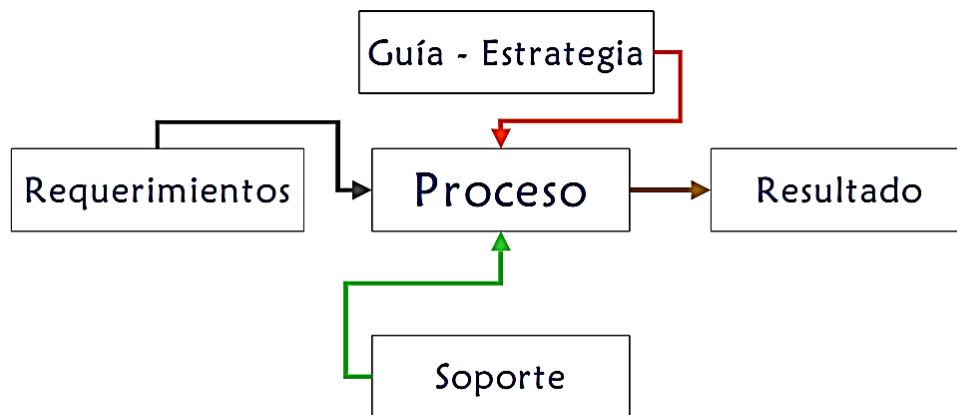 Guía - Estrategia
Requerimientos
Proceso
Resultado
Soporte